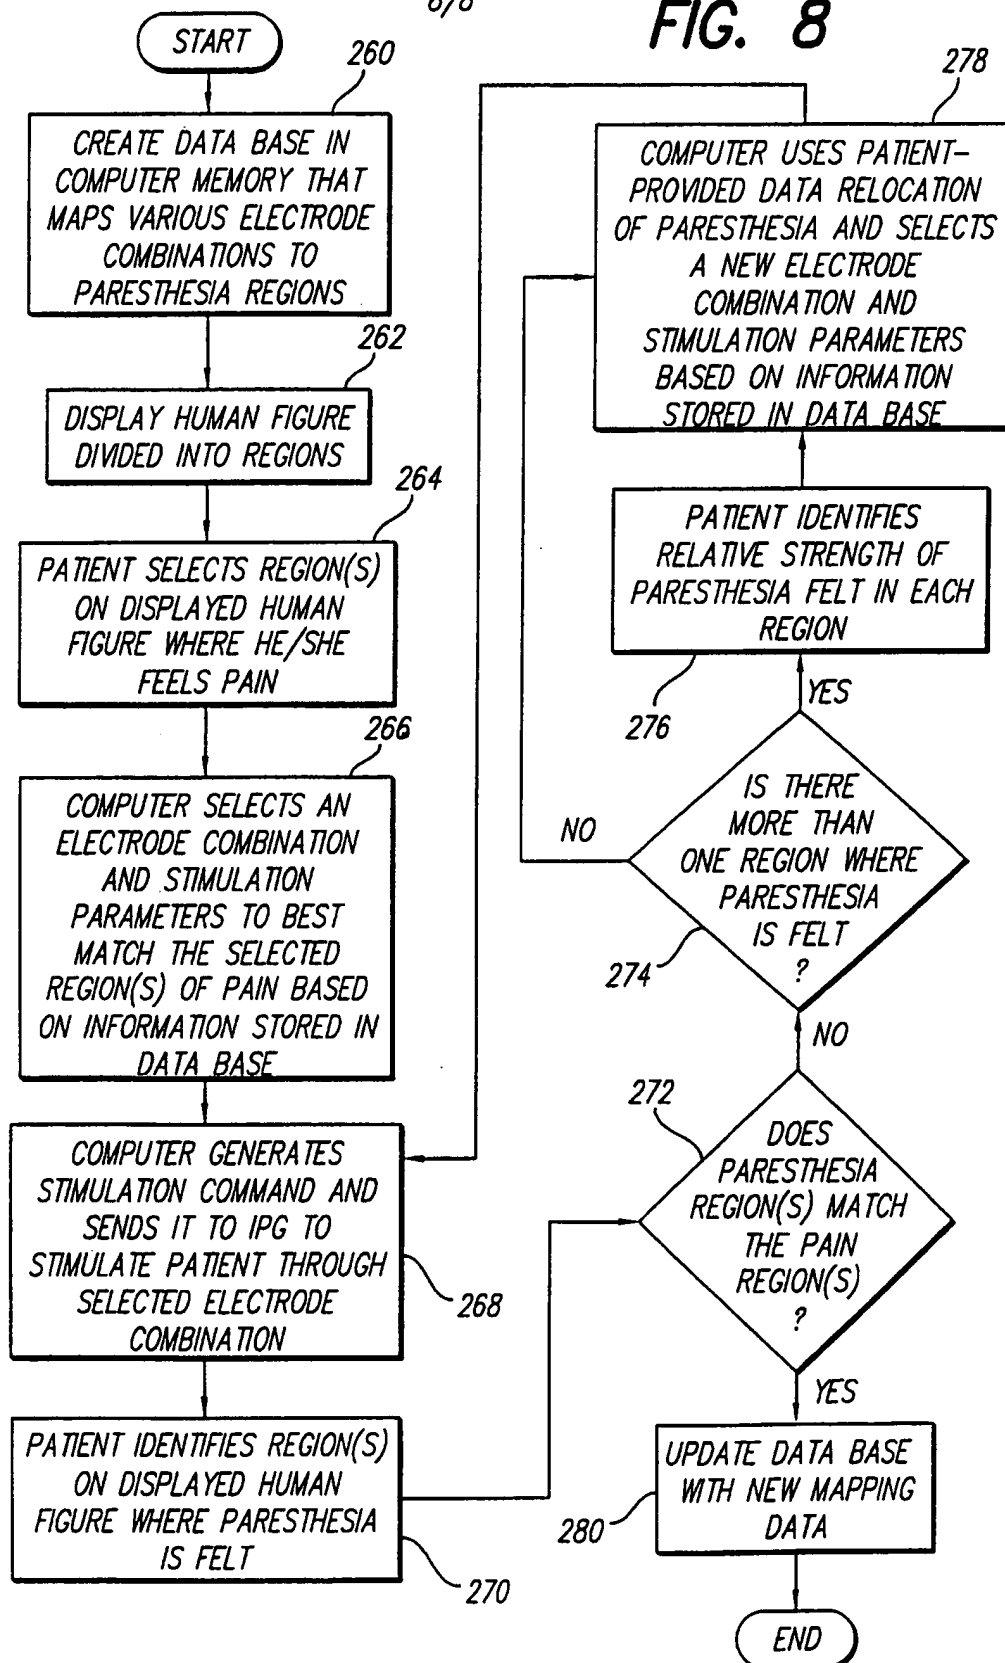 6/8
FIG. 8
START
260
CREATE DATA BASE IN
COMPUTER MEMORY THAT
MAPS VARIOUS ELECTRODE
COMBINATIONS TO
PARESTHESIA REGIONS
262
DISPLAY HUMAN FIGURE
DIVIDED INTO REGIONS
264
PATIENT SELECTS REGION(S)
ON DISPLAYED HUMAN
FIGURE WHERE HE/SHE
FEELS PAIN
266
COMPUTER SELECTS AN
ELECTRODE COMBINATION
AND STIMULATION
PARAMETERS TO BEST
MATCH THE SELECTED
REGION(S) OF PAIN BASED
ON INFORMATION STORED IN
DATA BASE
COMPUTER GENERATES
STIMULATION COMMAND AND
SENDS IT TO IPG TO
STIMULATE PATIENT THROUGH
SELECTED ELECTRODE
COMBINATION
268
PATIENT IDENTIFIES REGION(S)
ON DISPLAYED HUMAN
FIGURE WHERE PARESTHESIA
IS FELT
270
272
DOES
PARESTHESIA
REGION(S) MATCH
THE PAIN
REGION(S)
?
NO
YES
IS THERE
MORE THAN
ONE REGION WHERE
PARESTHESIA
IS FELT
?
274
NO
YES
PATIENT IDENTIFIES
RELATIVE STRENGTH OF
PARESTHESIA FELT IN EACH
REGION
276
278
COMPUTER USES PATIENT-
PROVIDED DATA RELOCATION
OF PARESTHESIA AND SELECTS
A NEW ELECTRODE
COMBINATION AND
STIMULATION PARAMETERS
BASED ON INFORMATION
STORED IN DATA BASE
UPDATE DATA BASE
WITH NEW MAPPING
DATA
280
END